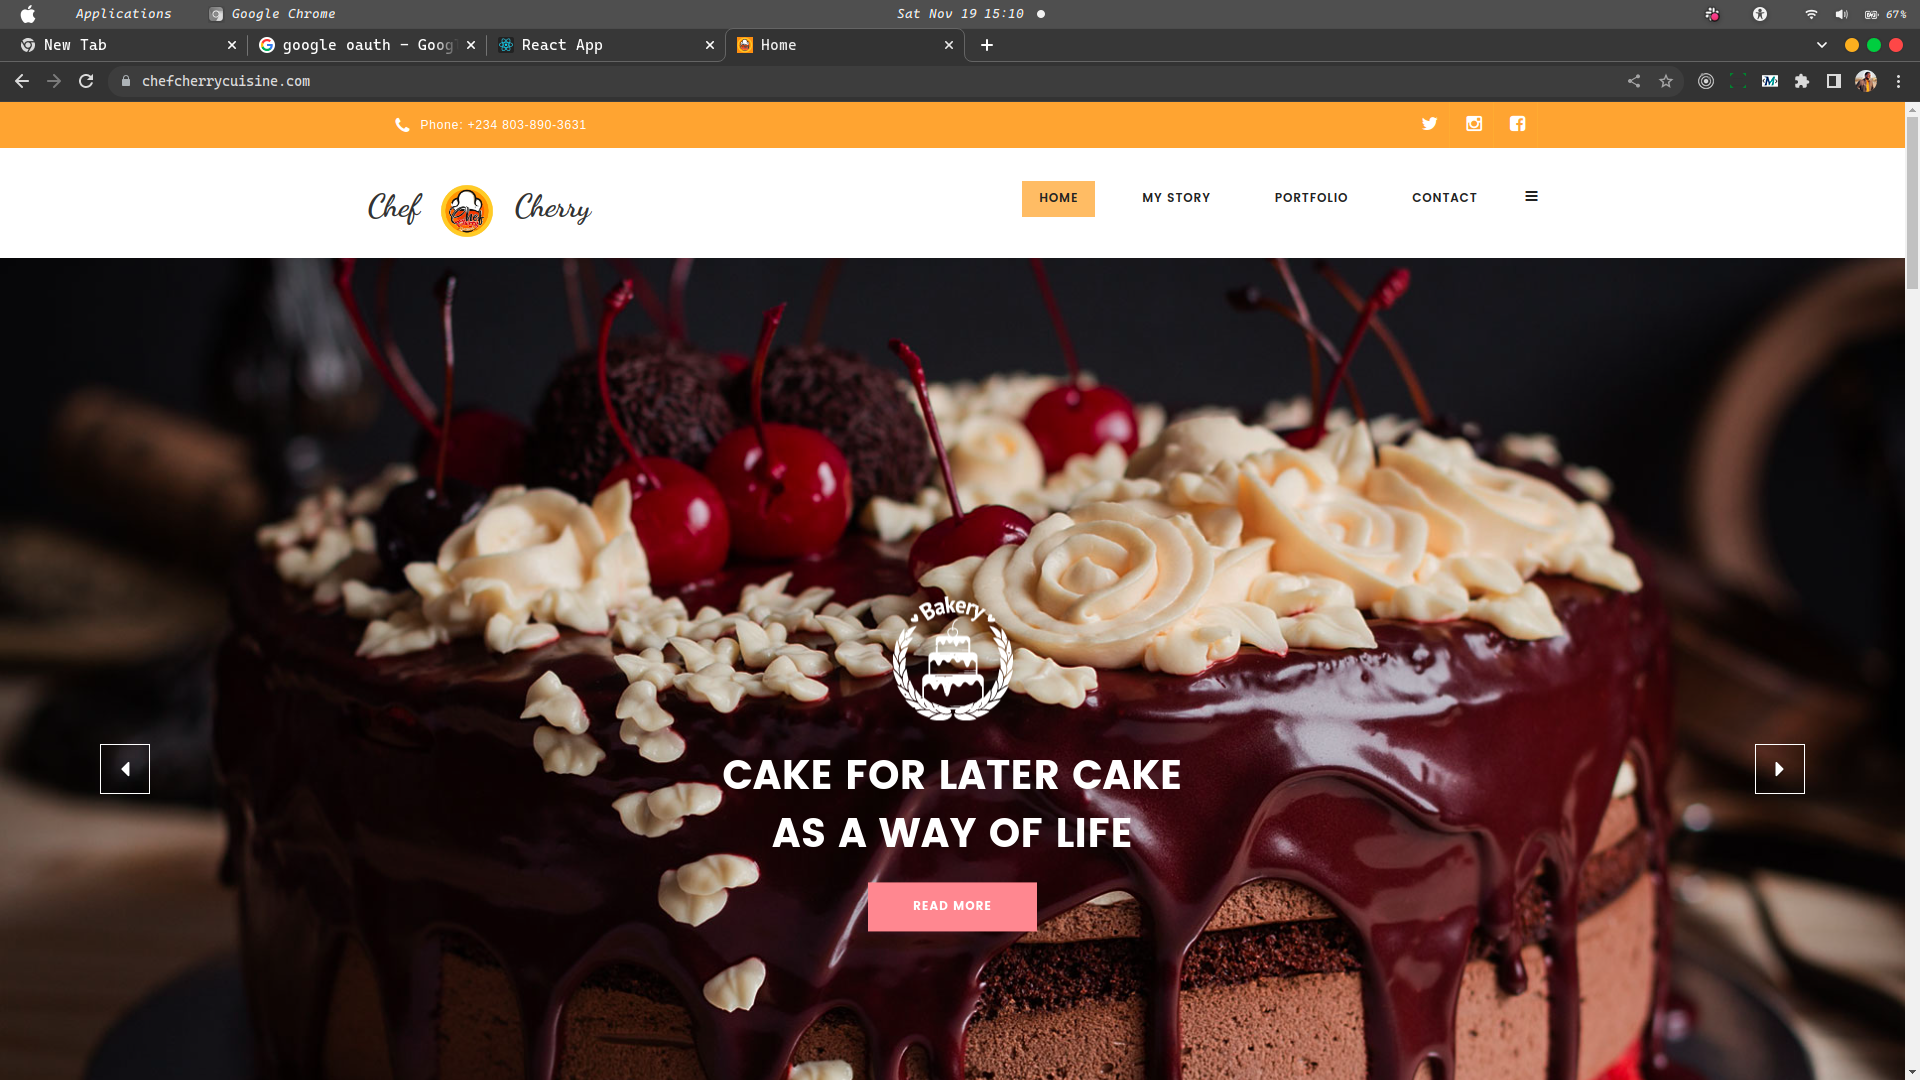 Applications
Google Chrome
Sat Nov 19 15:10
67%
New Tab
google oauth – Goog
React App
Home
chefcherrycuisine.com
Phone: +234 803-890-3631
Chef
Cherry
HOME
MY STORY
PORTFOLIO
CONTACT
Bakery
CAKE FOR LATER CAKE
AS A WAY OF LIFE
READ MORE